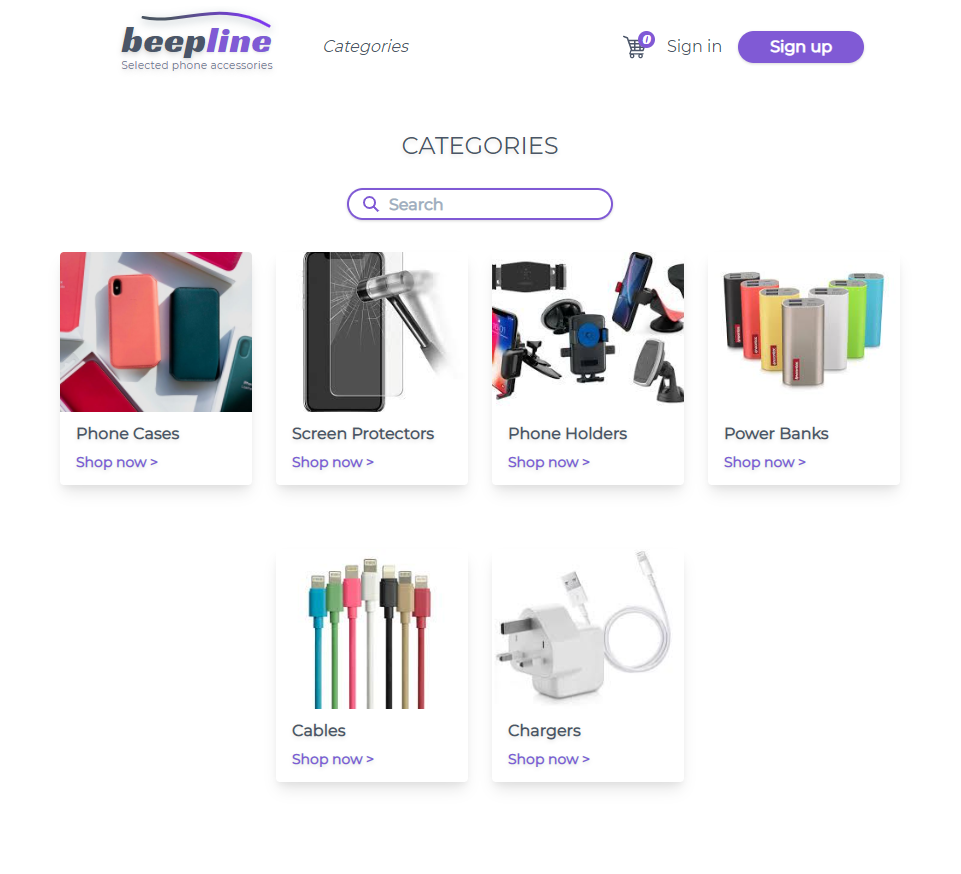 beepline
Selected phone accessories
Categories
0
Sign in
Sign up
CATEGORIES
Search
Phone Cases
Shop now >
Screen Protectors
Shop now >
Phone Holders
Shop now >
Power Banks
Shop now >
Cables
Shop now >
Chargers
Shop now >